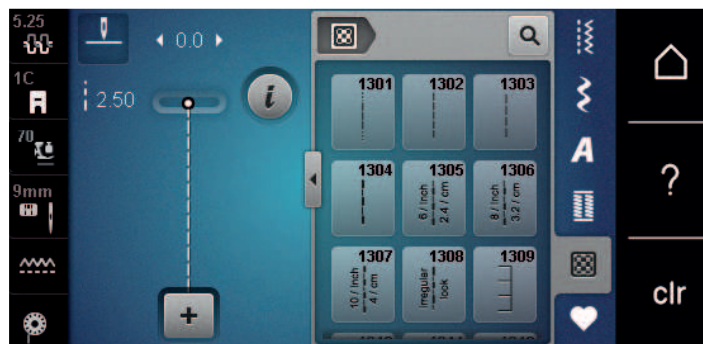 5.25
0.0
1C
2.50
70
9mm
1301
1302
1303
1304
1305
6 / Inch
2.4 / cm
1306
8 / Inch
3.2 / cm
1307
10 / Inch
4 / cm
1308
Irregular
look
1309
A
?
clr